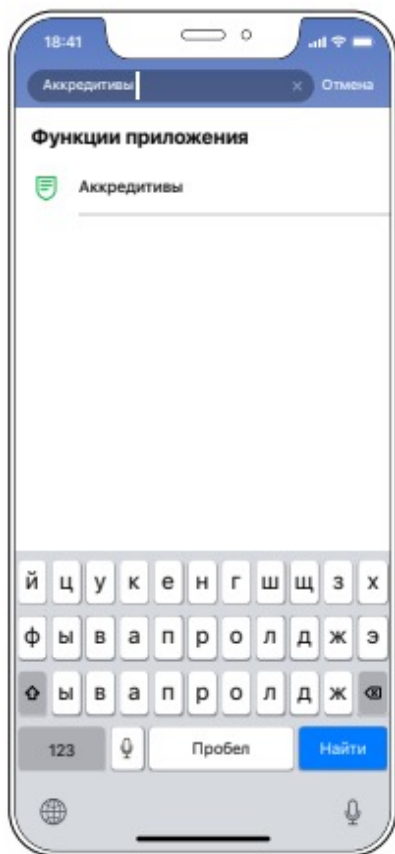 18:41
Аккредитивы × Отмена
Функции приложения
Аккредитивы
й ц у к е н г ш щ з х
ф ы в а п р о л д ж э
ы в а п р о л д ж
123 Пробел Найти